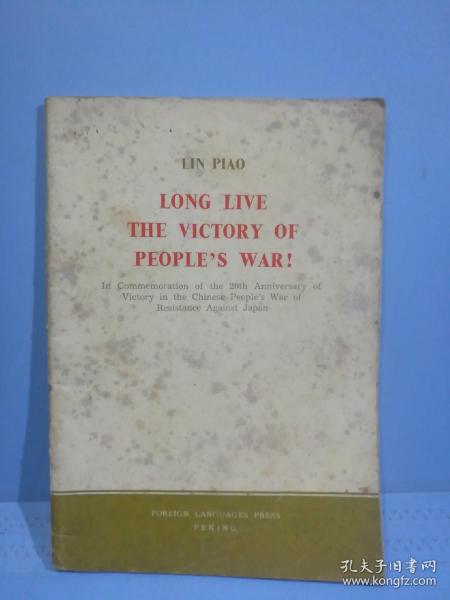 LIN PIAO
LONG LIVE
THE VICTORY OF
PEOPLE'S WAR!
In Commemoration of the 20th Anniversary of
Victory in the Chinese People's War of
Resistance Against Japan
FOREIGN LANGUAGES PRESS
PEKING
孔夫子旧书网
www.kongfz.com